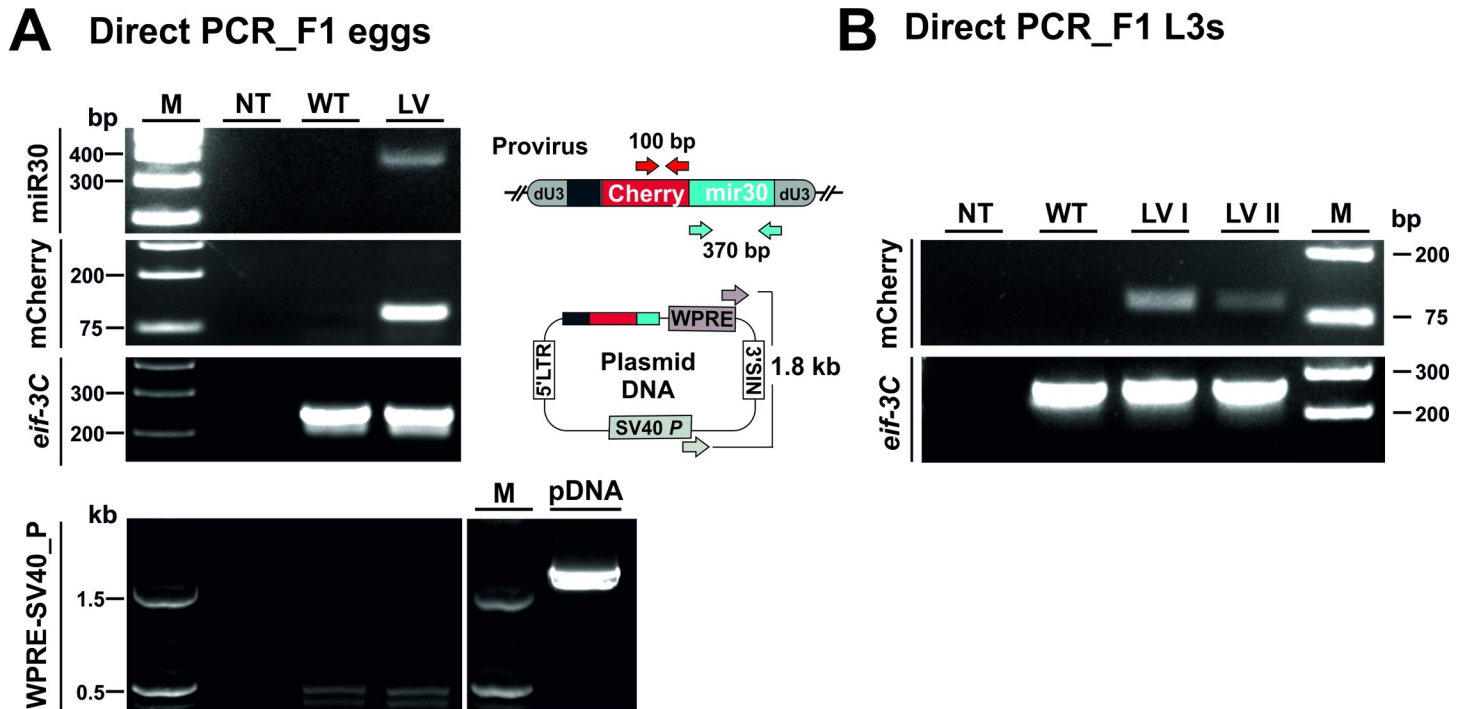 A Direct PCR_F1 eggs
bp M NT WT LV
miR30
400
300
mCherry
200
75
eif-3C
300
200
Provirus
100 bp
dU3 Cherry mir30 dU3
370 bp
WPRE
5'LTR
Plasmid
DNA
3'SIN
1.8 kb
SV40 P
kb M pDNA
WPRE-SV40_P
1.5
0.5
B Direct PCR_F1 L3s
NT WT LV I LV II M bp
mCherry
200
75
eif-3C
300
200